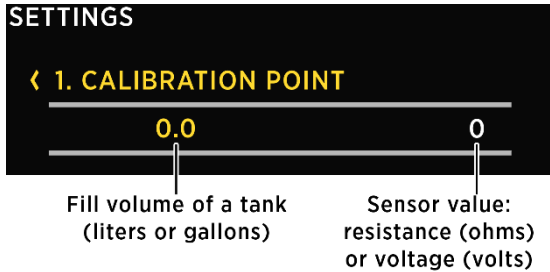 SETTINGS
‹ 1. CALIBRATION POINT
0.0 0
Fill volume of a tank
(liters or gallons)
Sensor value:
resistance (ohms)
or voltage (volts)